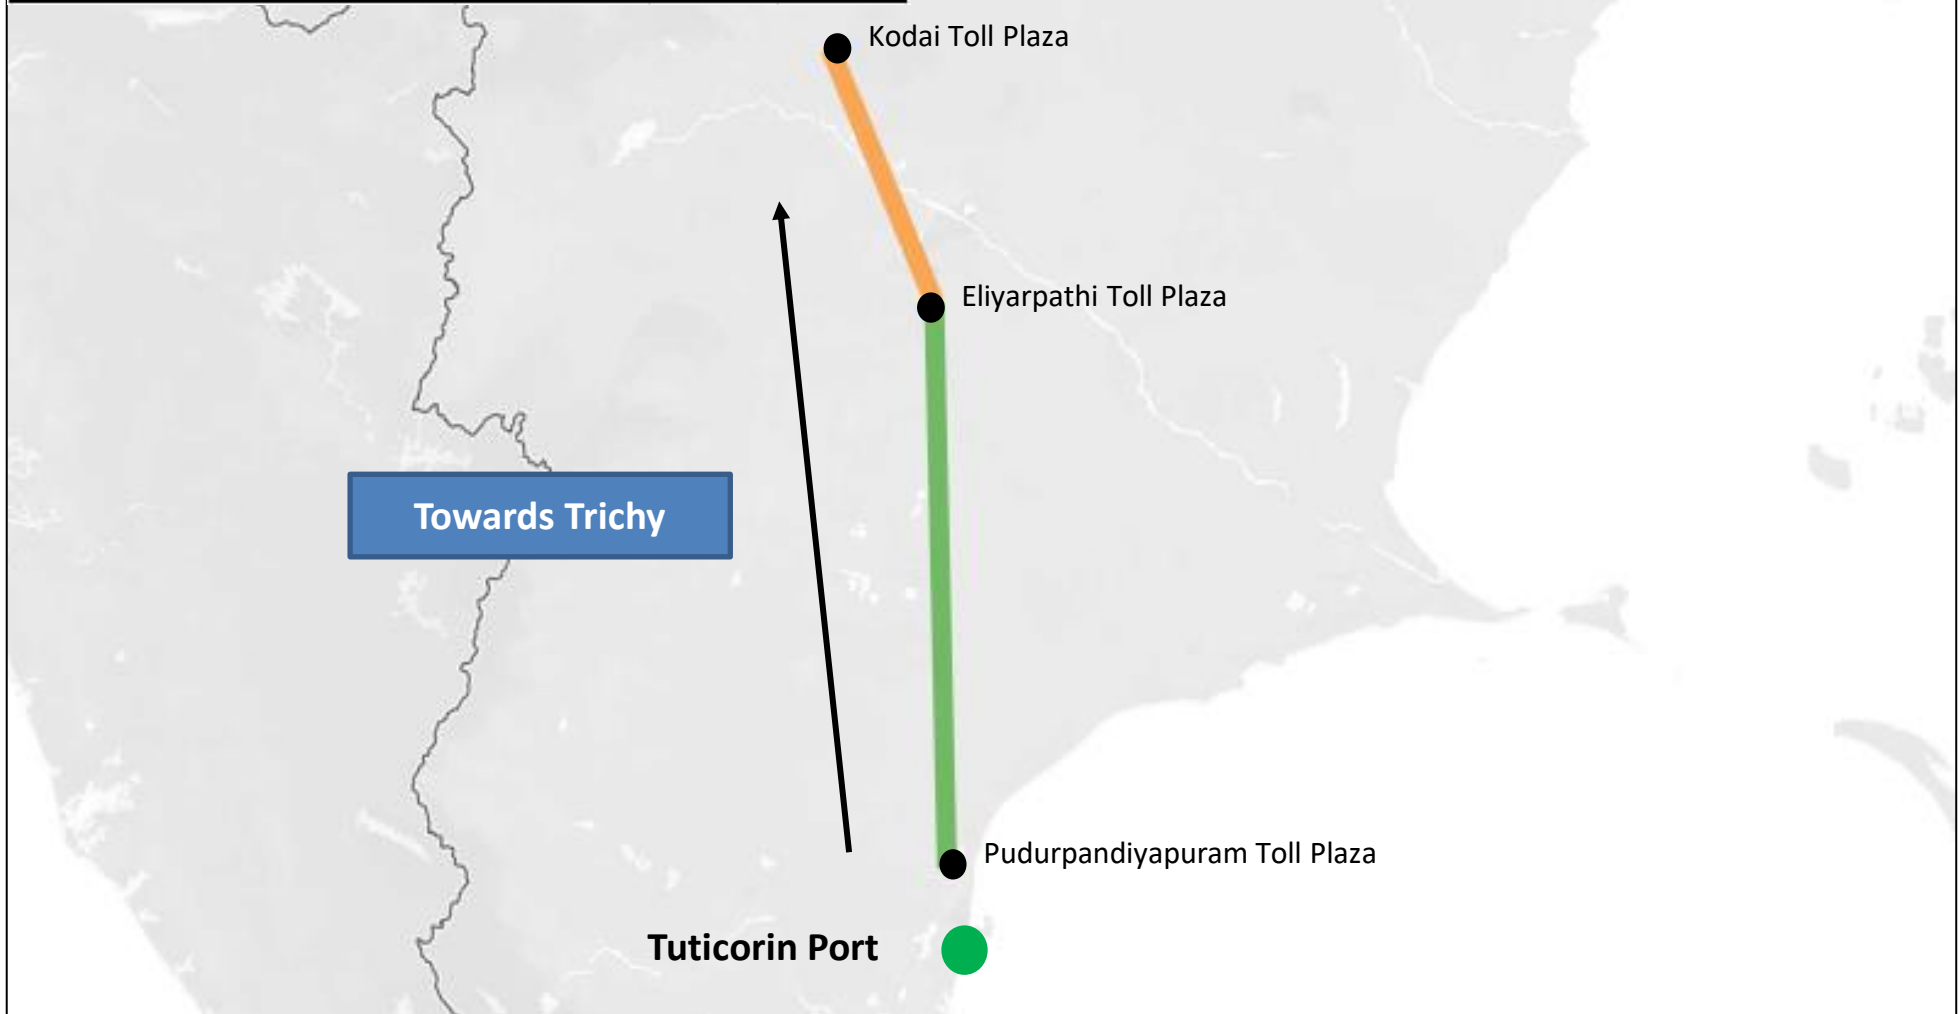 Kodai Toll Plaza
Eliyarpathi Toll Plaza
Towards Trichy
Pudurpandiyapuram Toll Plaza
Tuticorin Port